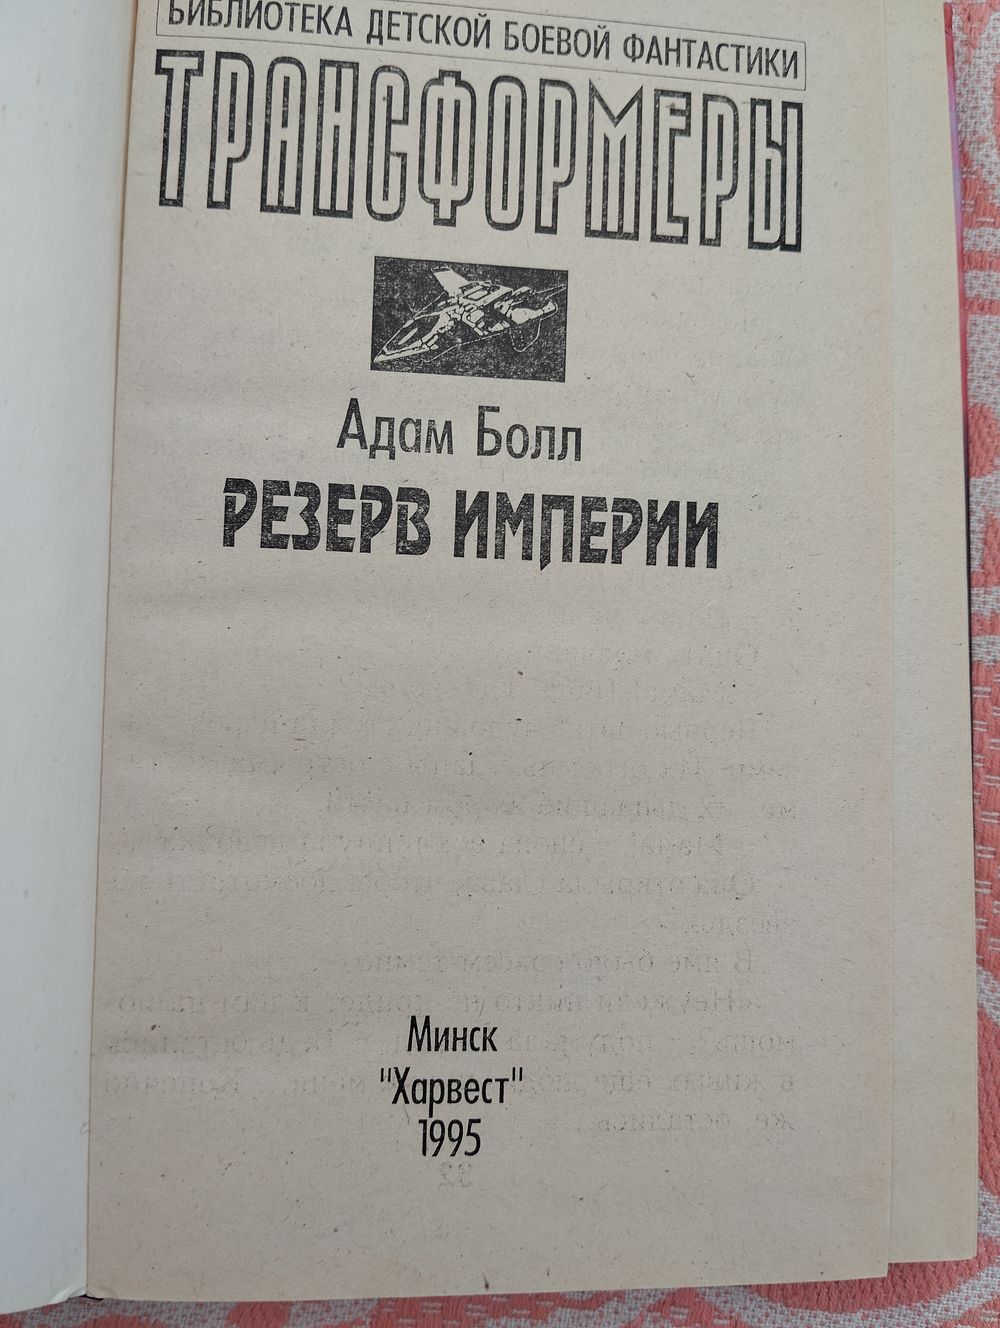 БИБЛИОТЕКА ДЕТСКОЙ БОЕВОЙ ФАНТАСТИКИ
ТРАНСФОРМЕРЫ
Адам Болл
РЕЗЕРВ ИМПЕРИИ
Минск
"Харвест"
1995